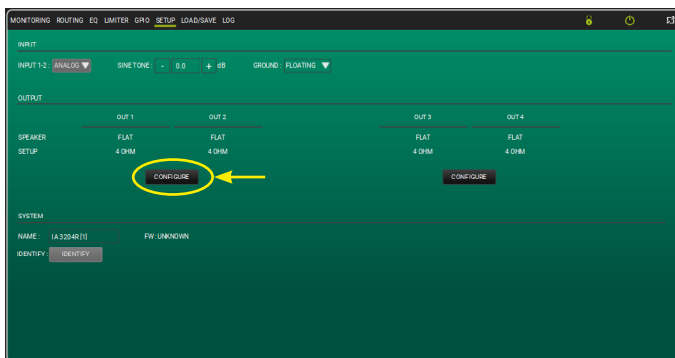 MONITORING ROUTING EQ LIMITER GPIO SETUP LOAD/SAVE LOG
INPUT
INPUT 1-2 : ANALOG SINE TONE : - 0.0 + dB GROUND : FLOATING
OUTPUT
OUT 1 OUT 2 OUT 3 OUT 4
SPEAKER FLAT FLAT FLAT FLAT
SETUP 4 OHM 4 OHM 4 OHM 4 OHM
CONFIGURE CONFIGURE
SYSTEM
NAME : IA3204R[1] FW : UNKNOWN
IDENTIFY : IDENTIFY